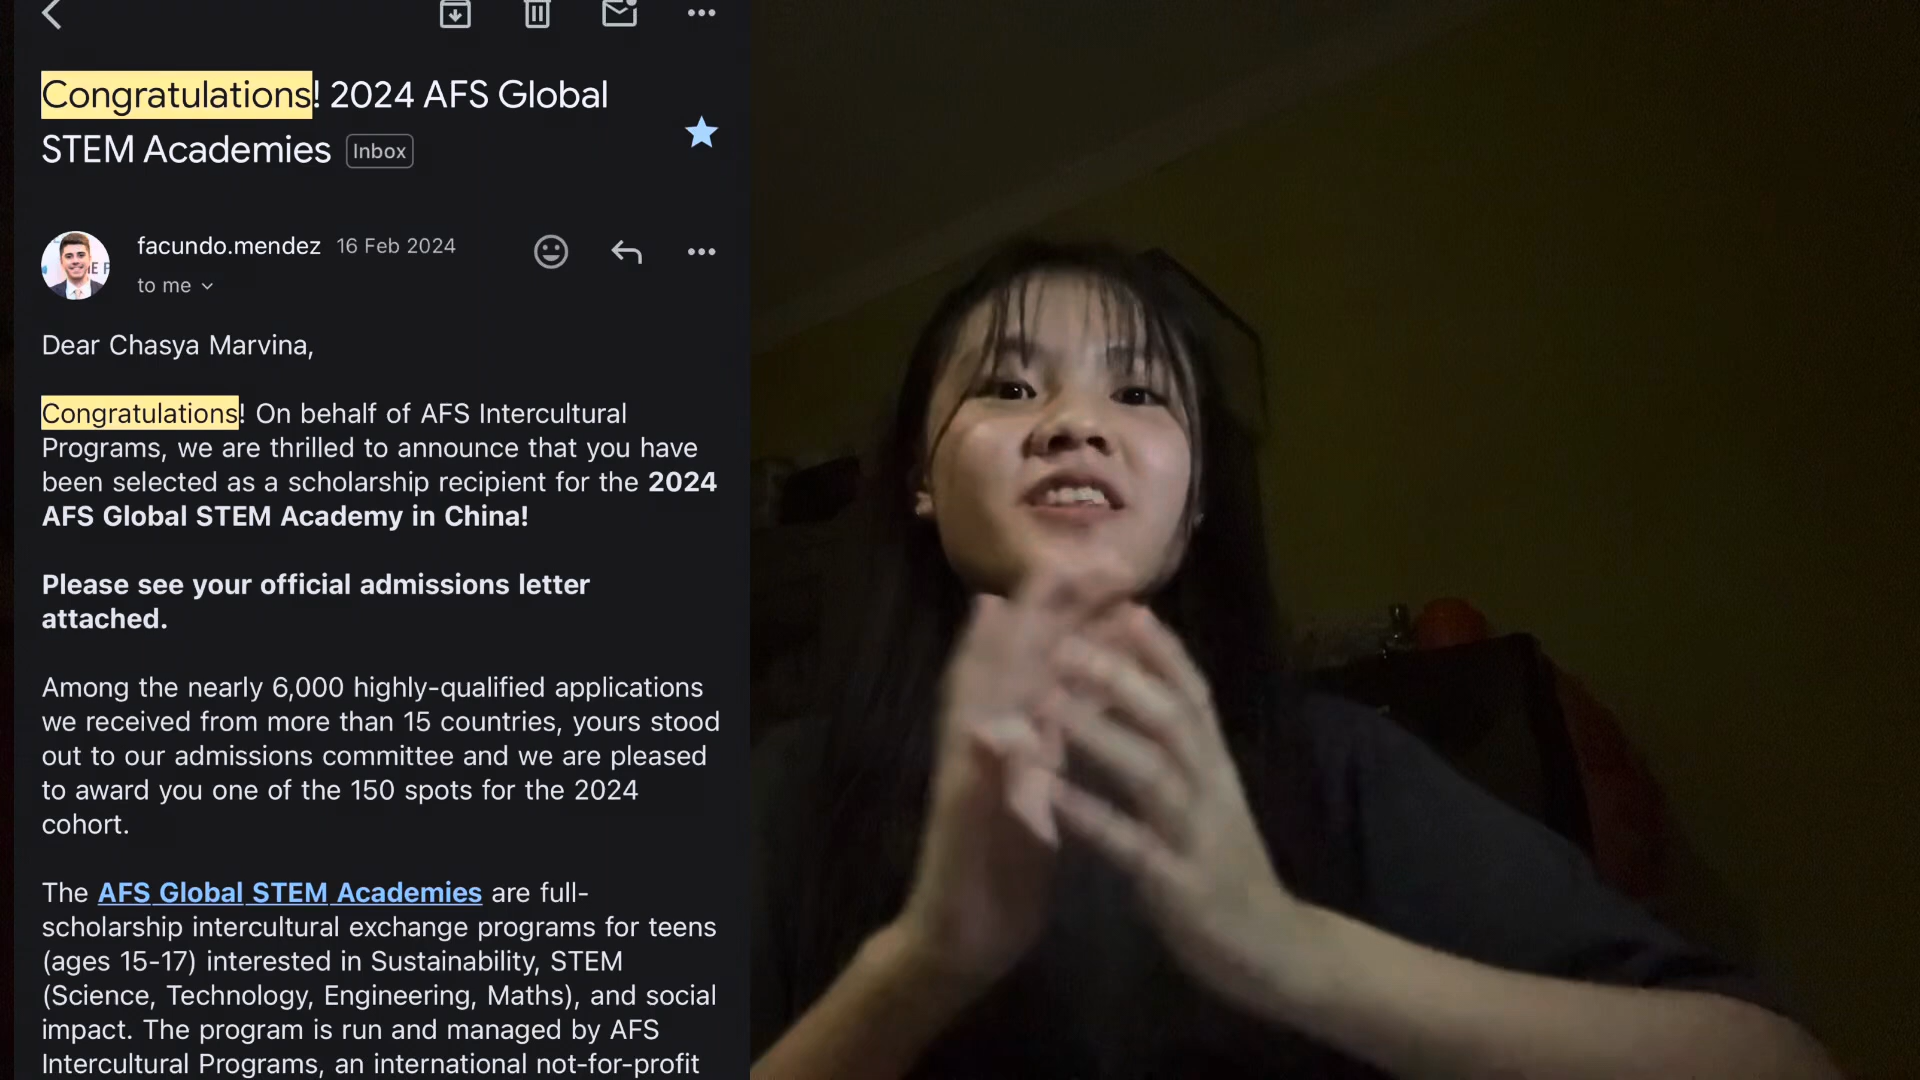 Congratulations! 2024 AFS Global
STEM Academies Inbox
facundo.mendez 16 Feb 2024
to me
Dear Chasya Marvina,
Congratulations! On behalf of AFS Intercultural
Programs, we are thrilled to announce that you have
been selected as a scholarship recipient for the 2024
AFS Global STEM Academy in China!
Please see your official admissions letter
attached.
Among the nearly 6,000 highly-qualified applications
we received from more than 15 countries, yours stood
out to our admissions committee and we are pleased
to award you one of the 150 spots for the 2024
cohort.
The AFS Global STEM Academies are full-
scholarship intercultural exchange programs for teens
(ages 15-17) interested in Sustainability, STEM
(Science, Technology, Engineering, Maths), and social
impact. The program is run and managed by AFS
Intercultural Programs, an international not-for-profit